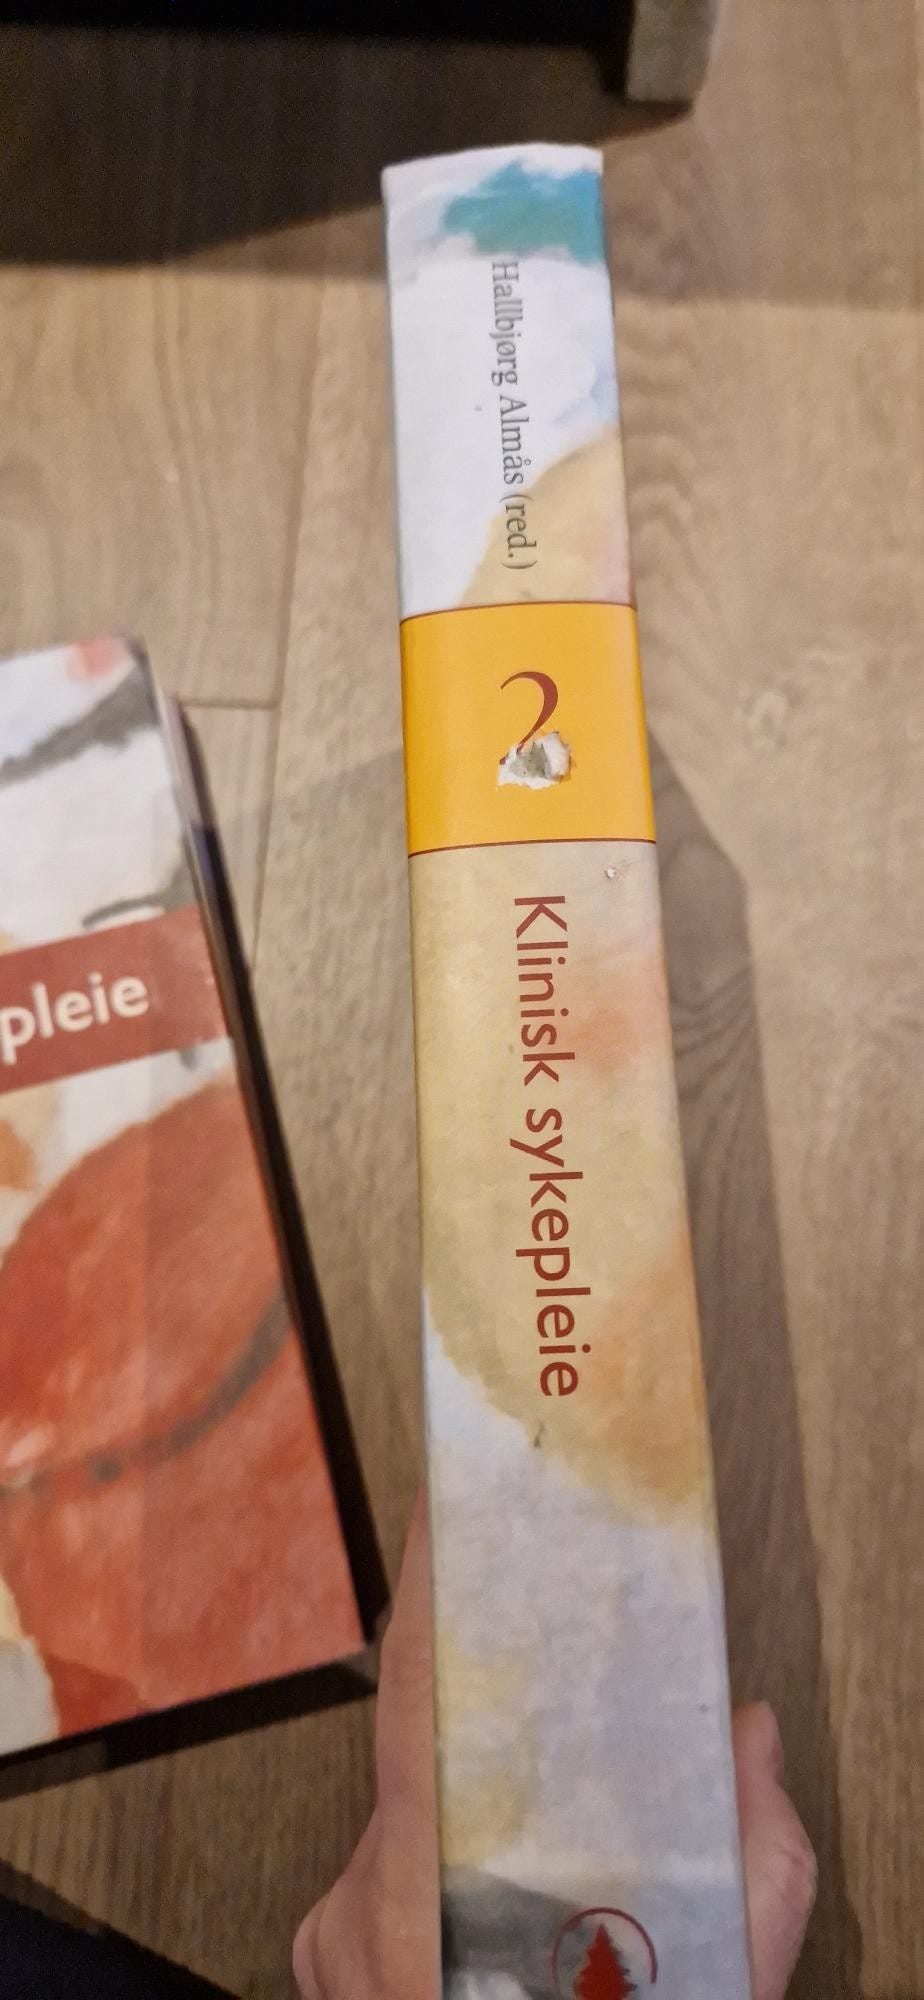 Hallbjørg Almås (red.)
2
Klinisk sykepleie
pleie